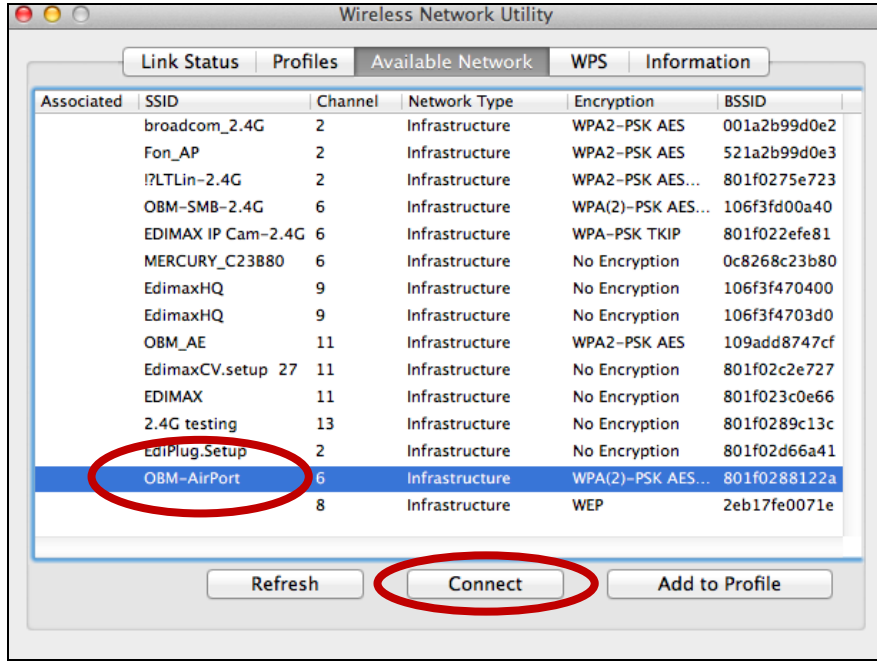 Wireless Network Utility
Link Status Profiles Available Network WPS Information
Associated SSID Channel Network Type Encryption BSSID
broadcom_2.4G 2 Infrastructure WPA2-PSK AES 001a2b99d0e2
Fon_AP 2 Infrastructure WPA2-PSK AES 521a2b99d0e3
!?LTLin-2.4G 2 Infrastructure WPA2-PSK AES... 801f0275e723
OBM-SMB-2.4G 6 Infrastructure WPA(2)-PSK AES... 106f3fd00a40
EDIMAX IP Cam-2.4G 6 Infrastructure WPA-PSK TKIP 801f022efe81
MERCURY_C23B80 6 Infrastructure No Encryption 0c8268c23b80
EdimaxHQ 9 Infrastructure No Encryption 106f3f470400
EdimaxHQ 9 Infrastructure No Encryption 106f3f4703d0
OBM_AE 11 Infrastructure WPA2-PSK AES 109add8747cf
EdimaxCV.setup 27 11 Infrastructure No Encryption 801f02c2e727
EDIMAX 11 Infrastructure No Encryption 801f023c0e66
2.4G testing 13 Infrastructure No Encryption 801f0289c13c
EdiPlug.Setup 2 Infrastructure No Encryption 801f02d66a41
OBM-AirPort 6 Infrastructure WPA(2)-PSK AES... 801f0288122a
8 Infrastructure WEP 2eb17fe0071e
Refresh Connect Add to Profile